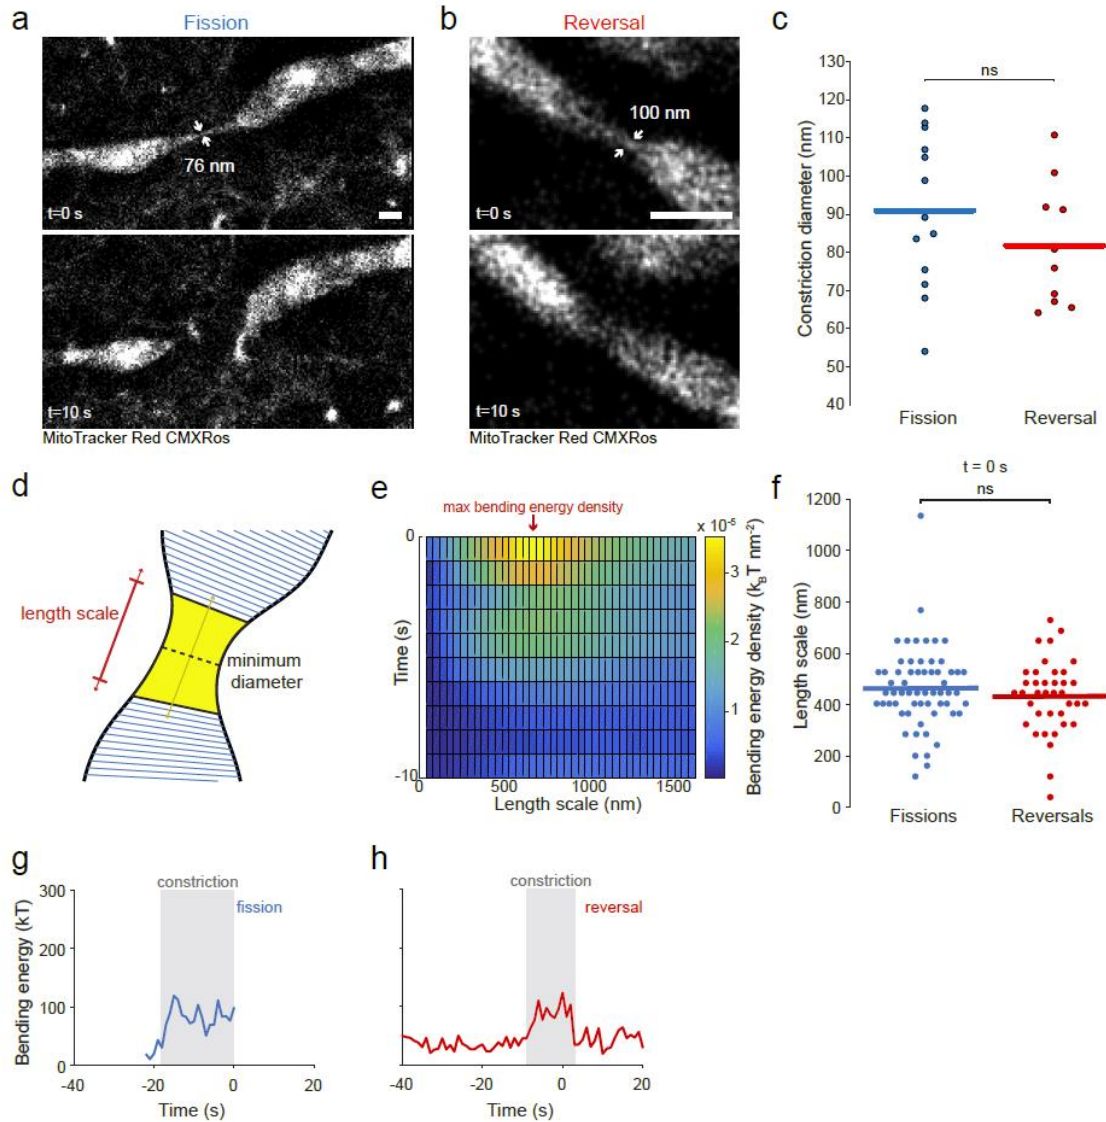 a
Fission
76 nm
t=0 s
t=10 s
MitoTracker Red CMXRos
b
Reversal
100 nm
t=0 s
t=10 s
MitoTracker Red CMXRos
c
Constriction diameter (nm)
130
120
110
100
90
80
70
60
50
40
ns
Fission
Reversal
d
length scale
minimum
diameter
e
max bending energy density
Time (s)
0
-10
0
500
1000
1500
Length scale (nm)
x 10⁻⁵
3
2
1
Bending energy density (k_B T nm⁻²)
f
t = 0 s
ns
Length scale (nm)
1200
1000
800
600
400
200
0
Fissions
Reversals
g
constriction
fission
Bending energy (kT)
300
200
100
0
-40
-20
0
20
Time (s)
h
constriction
reversal
-40
-20
0
20
Time (s)